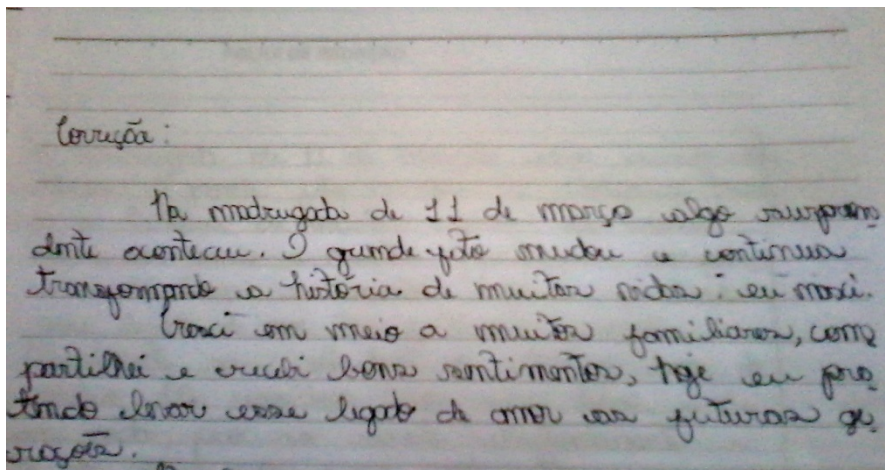 Correção:
Na madrugada de 11 de março algo surpreen-
dente aconteceu. O grande fato mudou e continua
transformando a história de muitas vidas: eu nasci.
Cresci em meio a muitos familiares, com-
partilhei e recebi bons sentimentos, hoje eu pre-
tendo levar esse legado de amor as futuras ge-
rações.